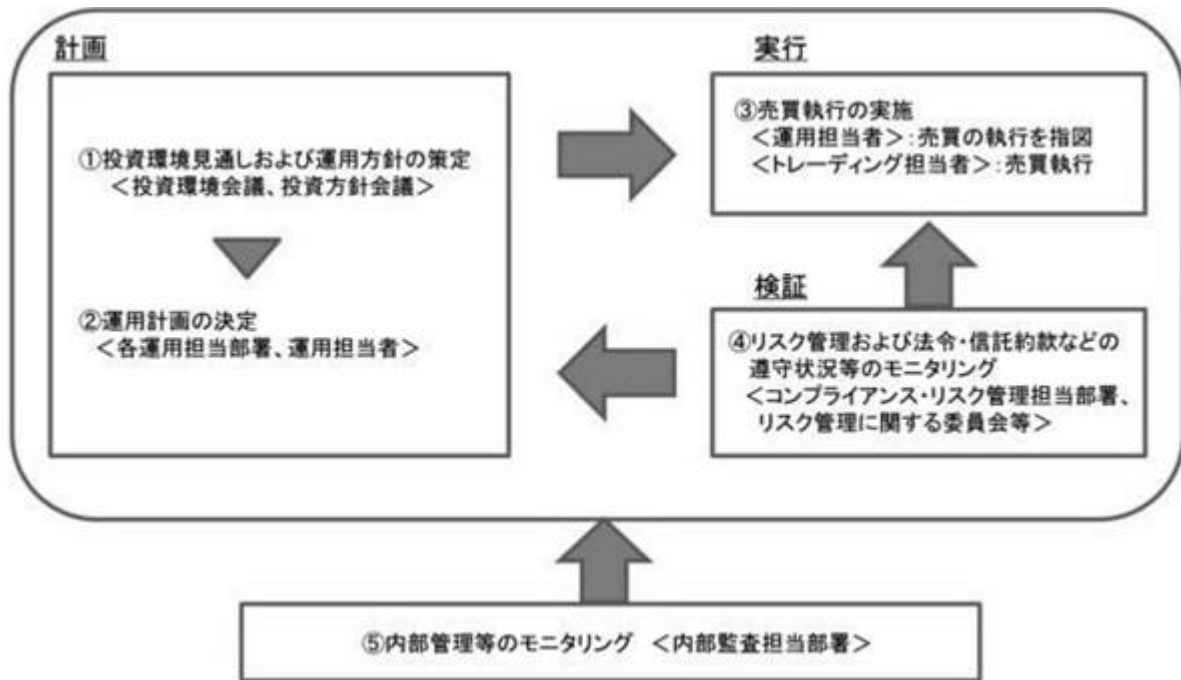 計画
①投資環境見通しおよび運用方針の策定
＜投資環境会議、投資方針会議＞
②運用計画の決定
＜各運用担当部署、運用担当者＞
実行
③売買執行の実施
＜運用担当者＞：売買の執行を指図
＜トレーディング担当者＞：売買執行
検証
④リスク管理および法令・信託約款などの
遵守状況等のモニタリング
＜コンプライアンス・リスク管理担当部署、
リスク管理に関する委員会等＞
⑤内部管理等のモニタリング　＜内部監査担当部署＞